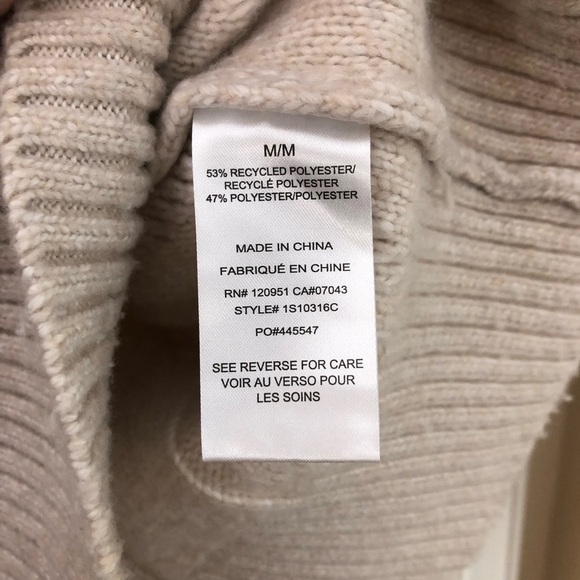 M/M
53% RECYCLED POLYESTER/
RECYCLÉ POLYESTER
47% POLYESTER/POLYESTER
MADE IN CHINA
FABRIQUÉ EN CHINE
RN# 120951 CA#07043
STYLE# 1S10316C
PO#445547
SEE REVERSE FOR CARE
VOIR AU VERSO POUR
LES SOINS